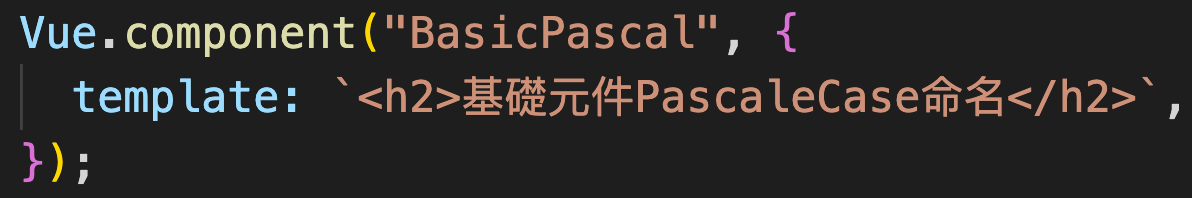 Vue.component("BasicPascal", {
  template: `<h2>基礎元件PascaleCase命名</h2>`,
});